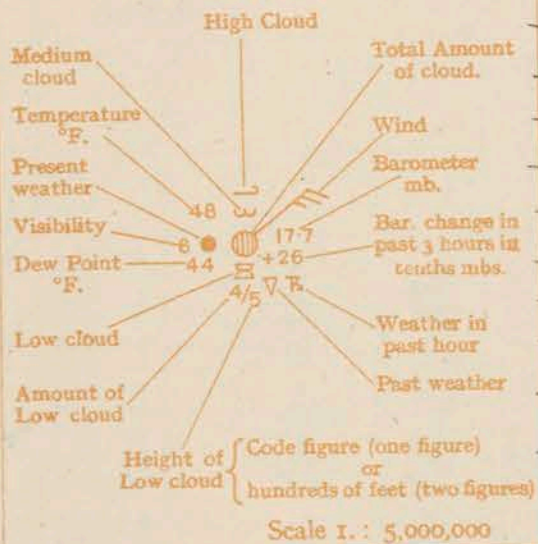 High Cloud
Medium
cloud
Total Amount
of cloud.
Temperature
°F.
Wind
Present
weather
Barometer
mb.
48
Visibility
6
17·7
Bar. change in
past 3 hours in
tenths mbs.
+26
Dew Point
°F.
44
4/5
Low cloud
Weather in
past hour
Amount of
Low cloud
Past weather
Height of
Low cloud
Code figure (one figure)
or
hundreds of feet (two figures)
Scale 1. : 5,000,000